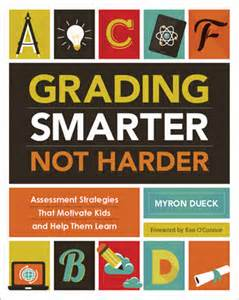 A C F
GRADING
SMARTER
NOT HARDER
Assessment Strategies
That Motivate Kids
and Help Them Learn
MYRON DUECK
Foreword by Ken O'Connor
B D